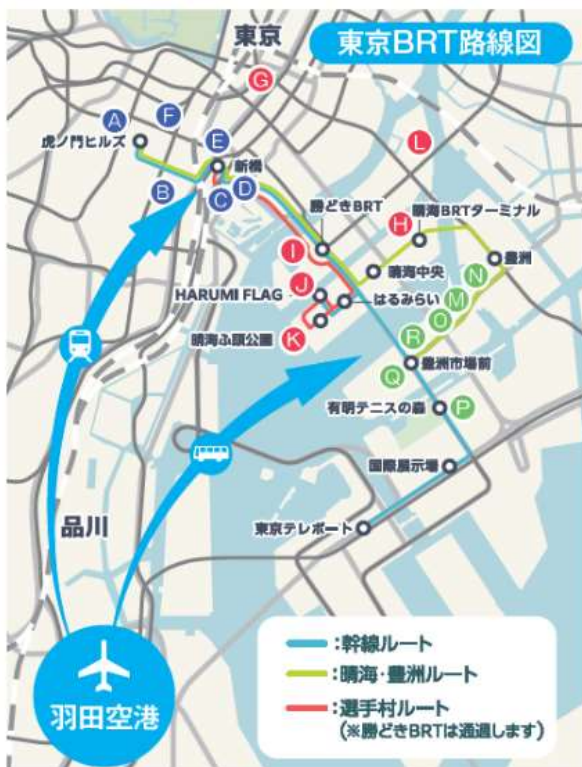 東京BRT路線図
東京
G
F
A
虎ノ門ヒルズ
E
新橋
L
B
C
D
勝どきBRT
H
晴海BRTターミナル
I
晴海中央
豊洲
J
HARUMI FLAG
はるみらい
N
M
O
K
晴海ふ頭公園
R
豊洲市場前
Q
有明テニスの森
P
国際展示場
品川
東京テレポート
羽田空港
:幹線ルート
:晴海・豊洲ルート
:選手村ルート
(※勝どきBRTは通過します)